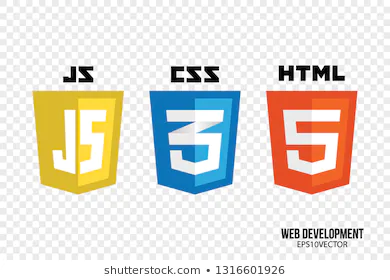 JS CSS HTML
JS 3 5
WEB DEVELOPMENT
EPS10VECTOR
shutterstock.com • 1316601926